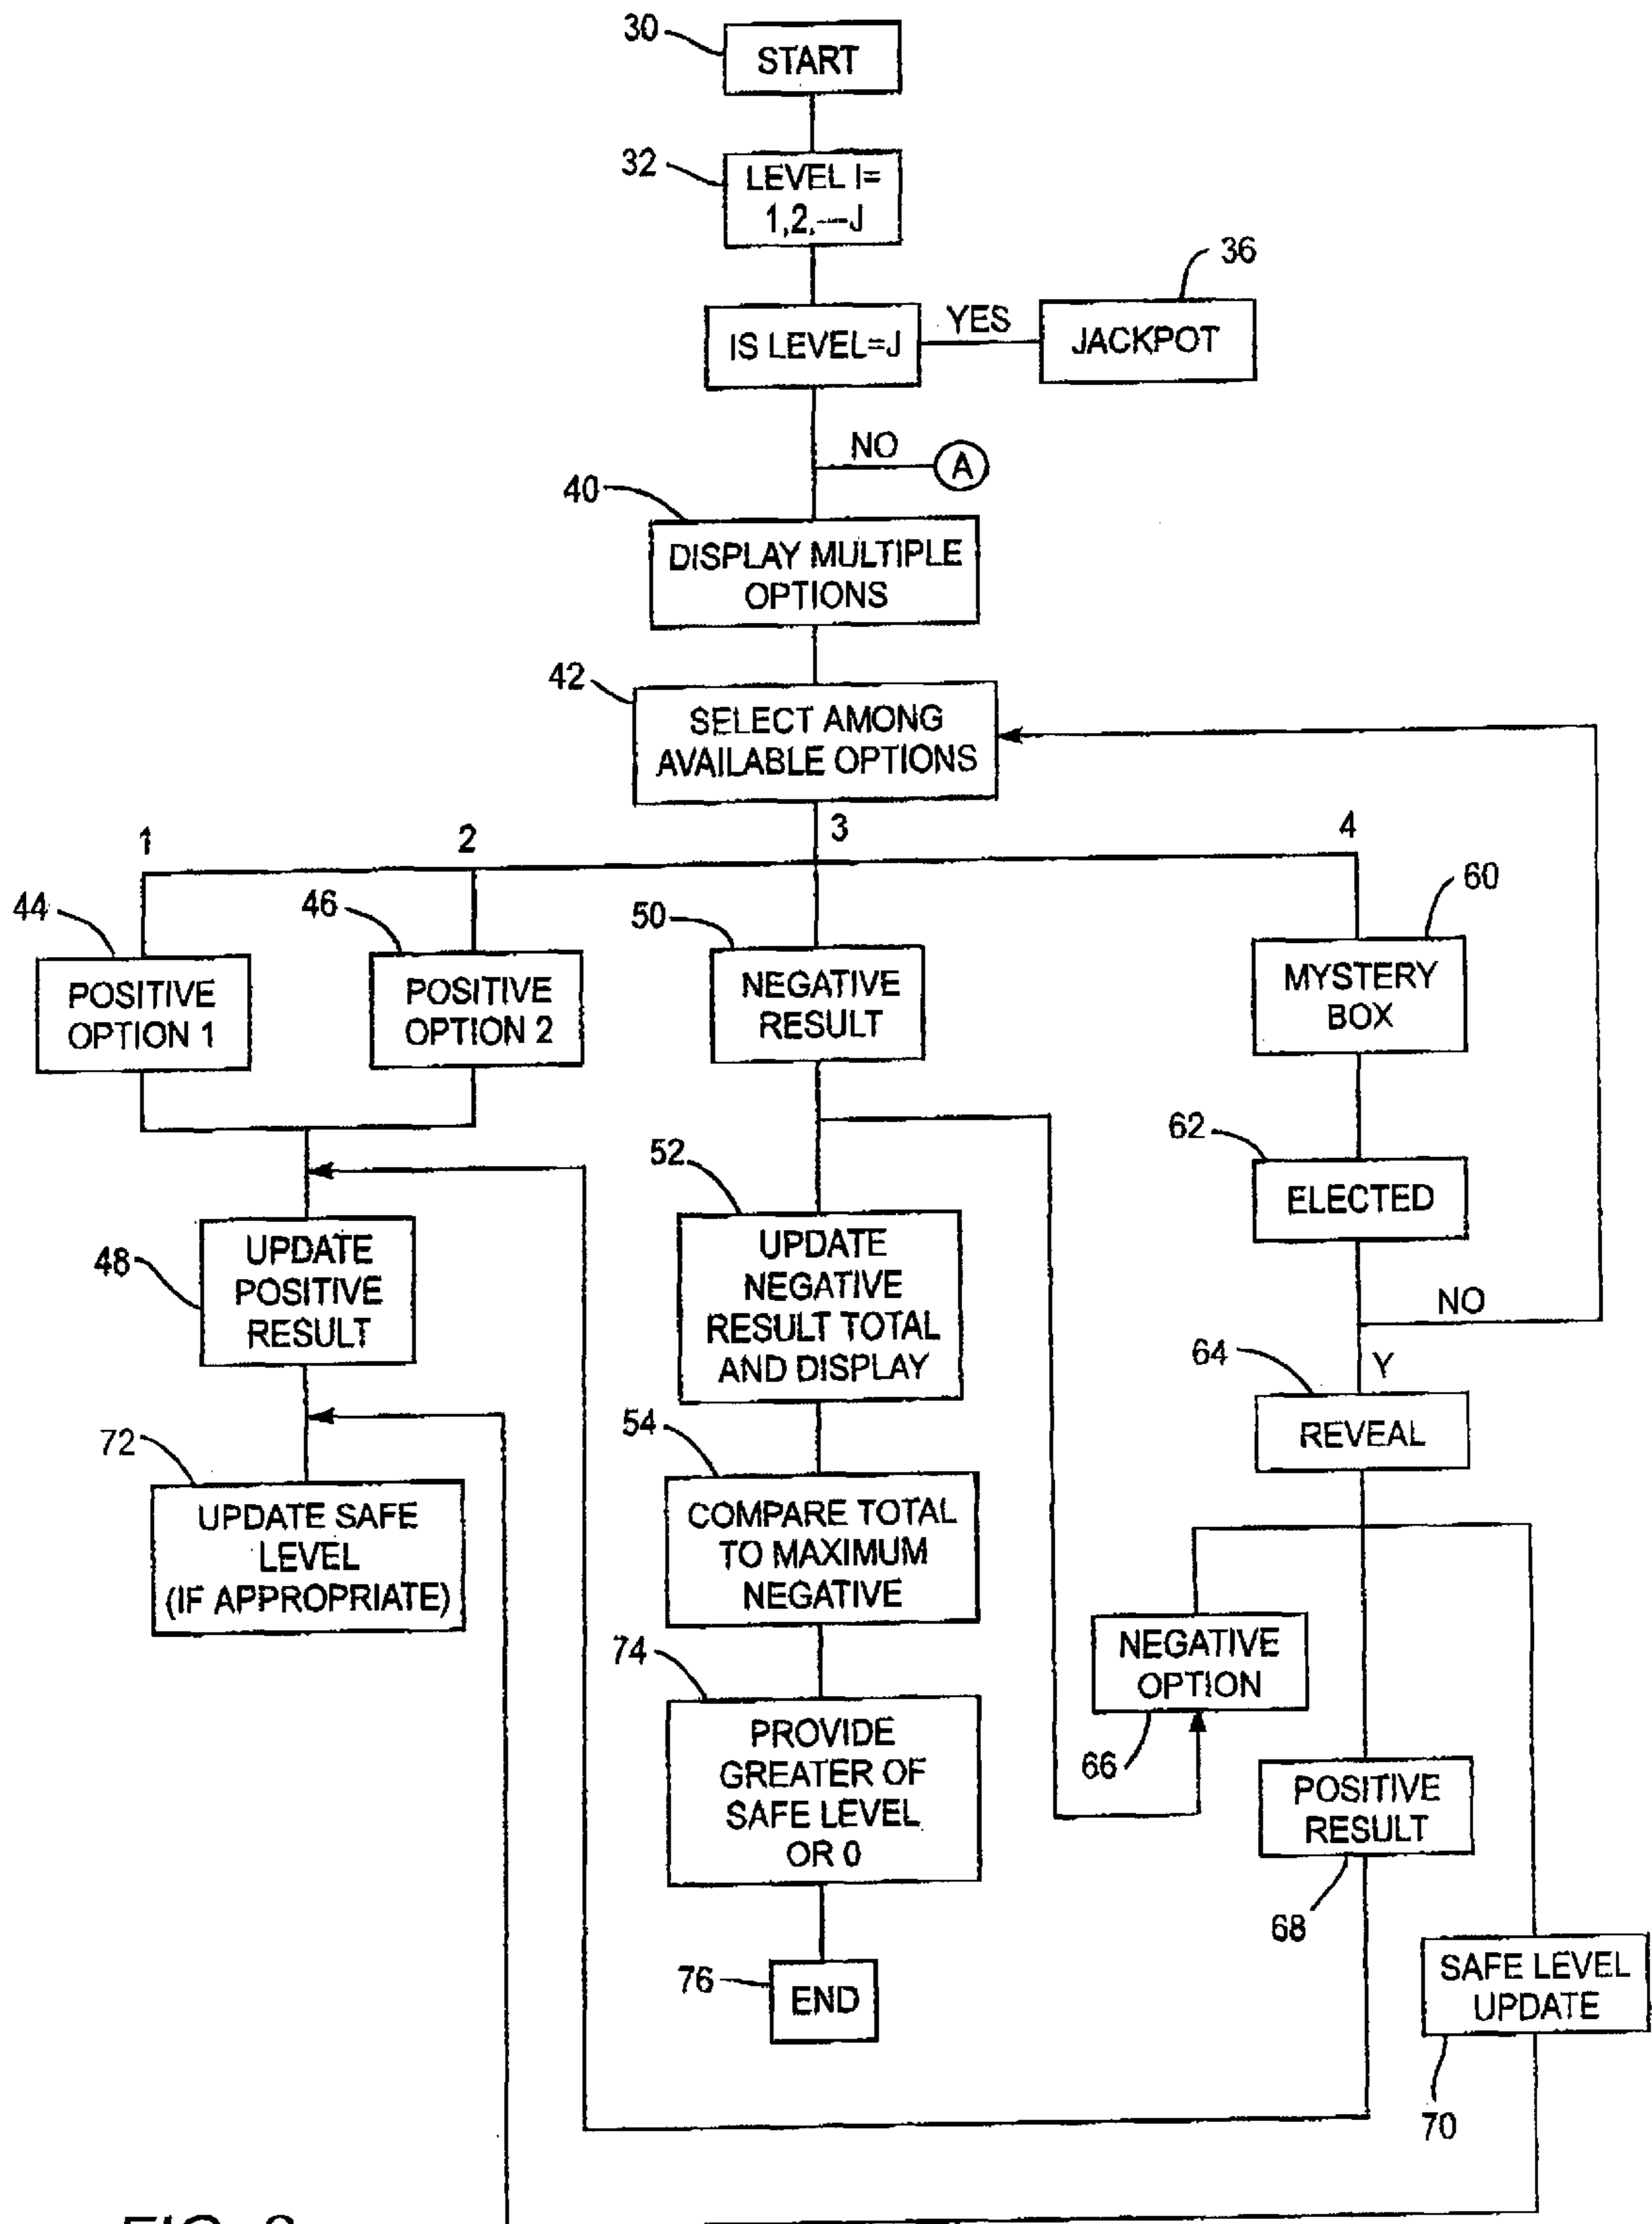 30
START
32
LEVEL I=
1,2,---J
36
IS LEVEL=J
YES
JACKPOT
NO
A
40
DISPLAY MULTIPLE
OPTIONS
42
SELECT AMONG
AVAILABLE OPTIONS
1
2
3
4
44
46
50
60
POSITIVE
OPTION 1
POSITIVE
OPTION 2
NEGATIVE
RESULT
MYSTERY
BOX
62
ELECTED
52
UPDATE
NEGATIVE
RESULT TOTAL
AND DISPLAY
48
UPDATE
POSITIVE
RESULT
NO
Y
64
REVEAL
72
UPDATE SAFE
LEVEL
(IF APPROPRIATE)
54
COMPARE TOTAL
TO MAXIMUM
NEGATIVE
74
PROVIDE
GREATER OF
SAFE LEVEL
OR 0
NEGATIVE
OPTION
66
POSITIVE
RESULT
68
76
END
SAFE LEVEL
UPDATE
70